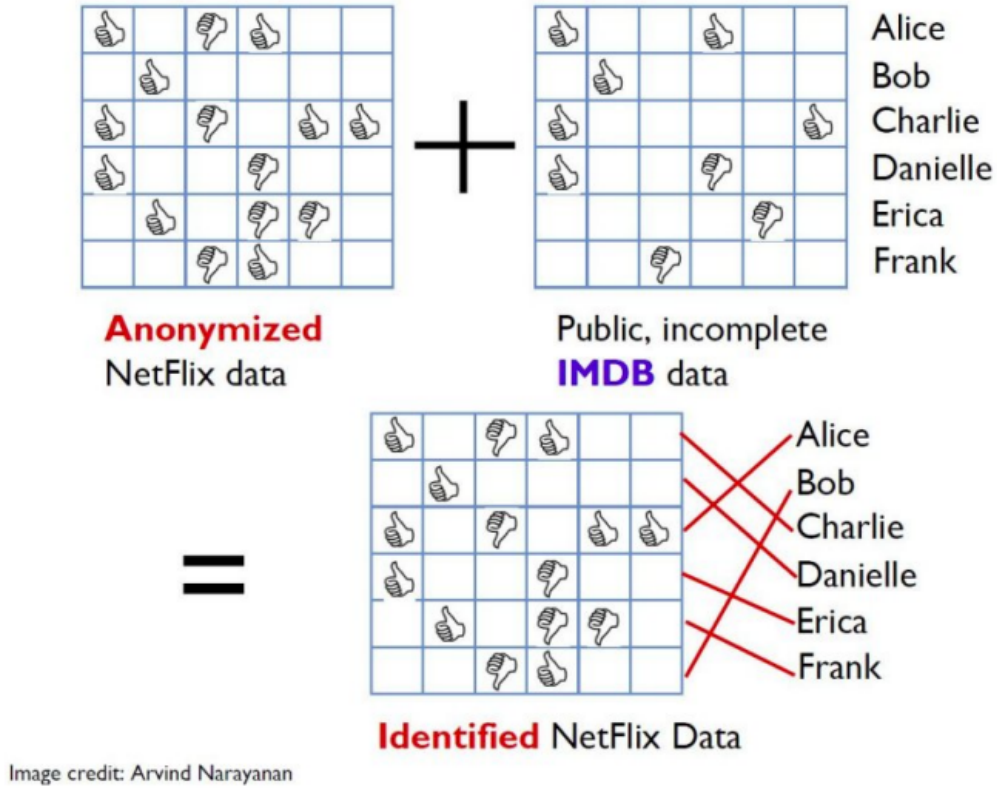 Alice
Bob
Charlie
Danielle
Erica
Frank
Anonymized
NetFlix data
Public, incomplete
IMDB data
Alice
Bob
Charlie
Danielle
Erica
Frank
Identified NetFlix Data
Image credit: Arvind Narayanan